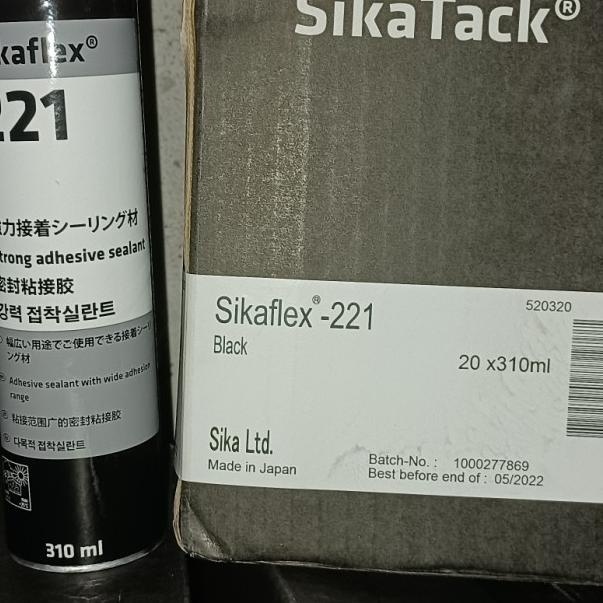 kaflex®
221
力接着シーリング材
trong adhesive sealant
密封粘接胶
강력 접착실란트
幅広い用途でご使用できる接着シーリ
ング材
Adhesive sealant with wide adhesion
range
粘接范围广的密封粘接胶
다목적 접착실란트
310 ml
SikaTack®
Sikaflex®-221
520320
Black
20 x310ml
Sika Ltd.
Made in Japan
Batch-No. : 1000277869
Best before end of : 05/2022